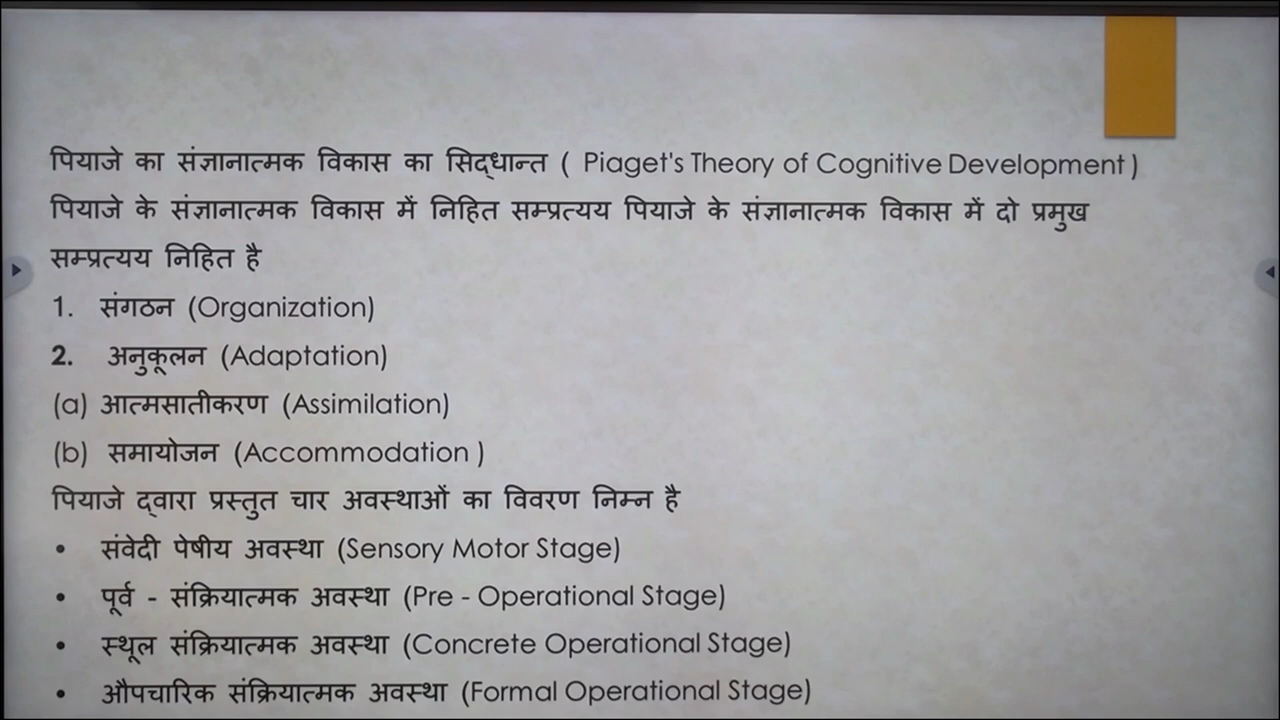 पियाजे का संज्ञानात्मक विकास का सिद्धान्त ( Piaget's Theory of Cognitive Development )
पियाजे के संज्ञानात्मक विकास में निहित सम्प्रत्यय पियाजे के संज्ञानात्मक विकास में दो प्रमुख
सम्प्रत्यय निहित है
1. संगठन (Organization)
2. अनुकूलन (Adaptation)
(a) आत्मसातीकरण (Assimilation)
(b) समायोजन (Accommodation )
पियाजे द्वारा प्रस्तुत चार अवस्थाओं का विवरण निम्न है
• संवेदी पेषीय अवस्था (Sensory Motor Stage)
• पूर्व - संक्रियात्मक अवस्था (Pre - Operational Stage)
• स्थूल संक्रियात्मक अवस्था (Concrete Operational Stage)
• औपचारिक संक्रियात्मक अवस्था (Formal Operational Stage)